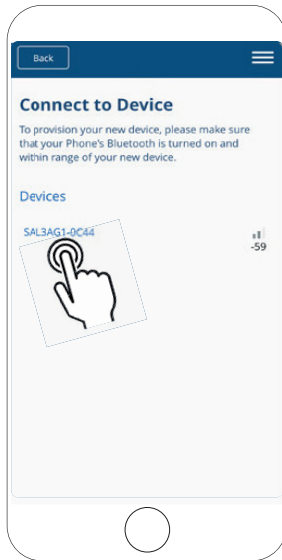 Back
Connect to Device
To provision your new device, please make sure
that your Phone's Bluetooth is turned on and
within range of your new device.
Devices
SAL3AG1-0C44
-59